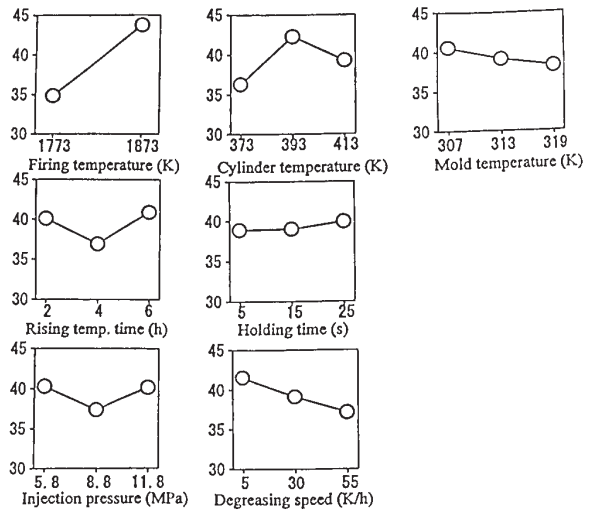 45
40
35
30
1773 1873
Firing temperature (K)
45
40
35
30
373 393 413
Cylinder temperature (K)
45
40
35
30
307 313 319
Mold temperature (K)
45
40
35
30
2 4 6
Rising temp. time (h)
45
40
35
30
5 15 25
Holding time (s)
45
40
35
30
5.8 8.8 11.8
Injection pressure (MPa)
45
40
35
30
5 30 55
Degreasing speed (K/h)